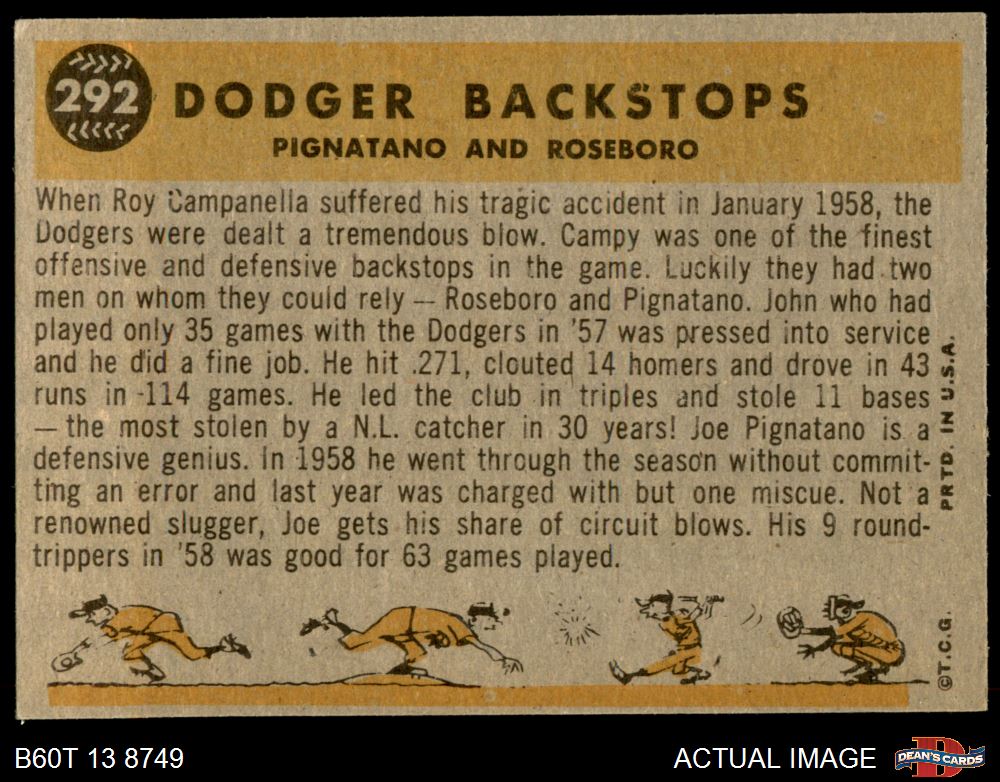 292
DODGER BACKSTOPS
PIGNATANO AND ROSEBORO
When Roy Campanella suffered his tragic accident in January 1958, the
Dodgers were dealt a tremendous blow. Campy was one of the finest
offensive and defensive backstops in the game. Luckily they had two
men on whom they could rely — Roseboro and Pignatano. John who had
played only 35 games with the Dodgers in '57 was pressed into service
and he did a fine job. He hit .271, clouted 14 homers and drove in 43
runs in 114 games. He led the club in triples and stole 11 bases
— the most stolen by a N.L. catcher in 30 years! Joe Pignatano is a
defensive genius. In 1958 he went through the season without commit-
ting an error and last year was charged with but one miscue. Not a
renowned slugger, Joe gets his share of circuit blows. His 9 round-
trippers in '58 was good for 63 games played.
PRTD. IN U.S.A.
©T.C.G.
B60T 13 8749
ACTUAL IMAGE
DEAN'S CARDS